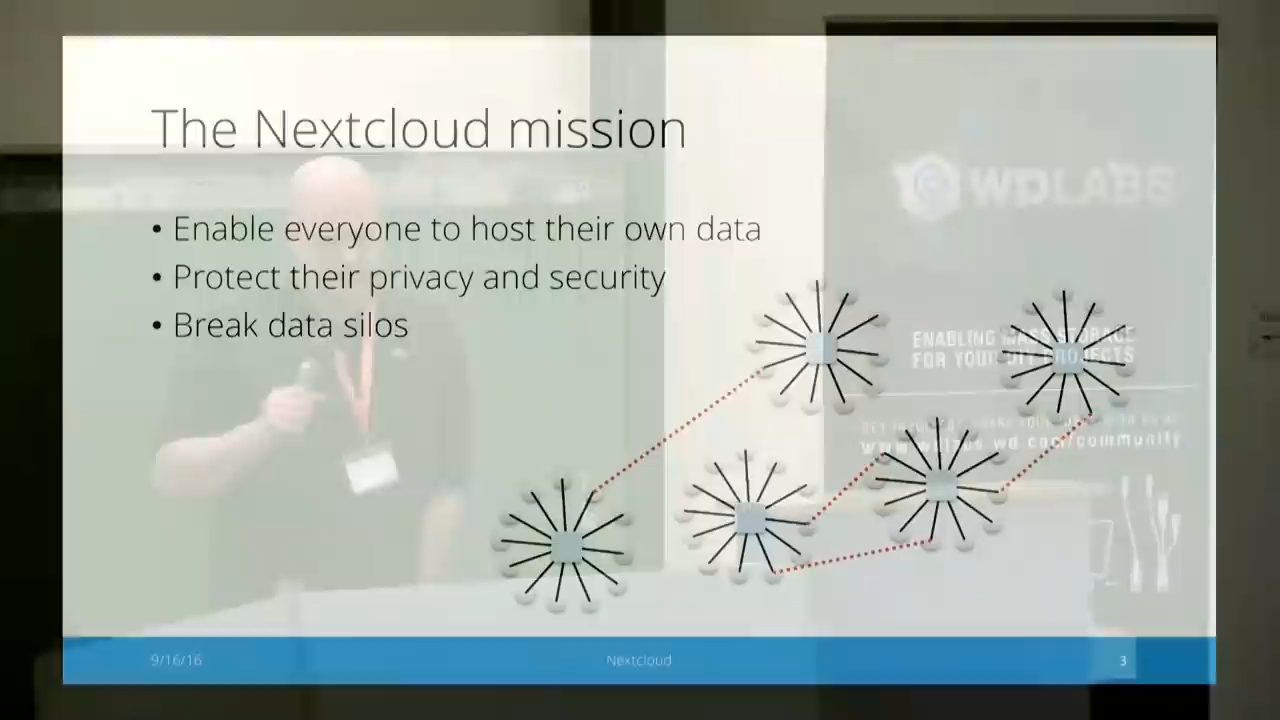 The Nextcloud mission
• Enable everyone to host their own data
• Protect their privacy and security
• Break data silos
WDLABS
ENABLING MASS STORAGE
FOR YOUR DIY PROJECTS
www.wdlabs.wd.com/community
9/16/16
Nextcloud
3